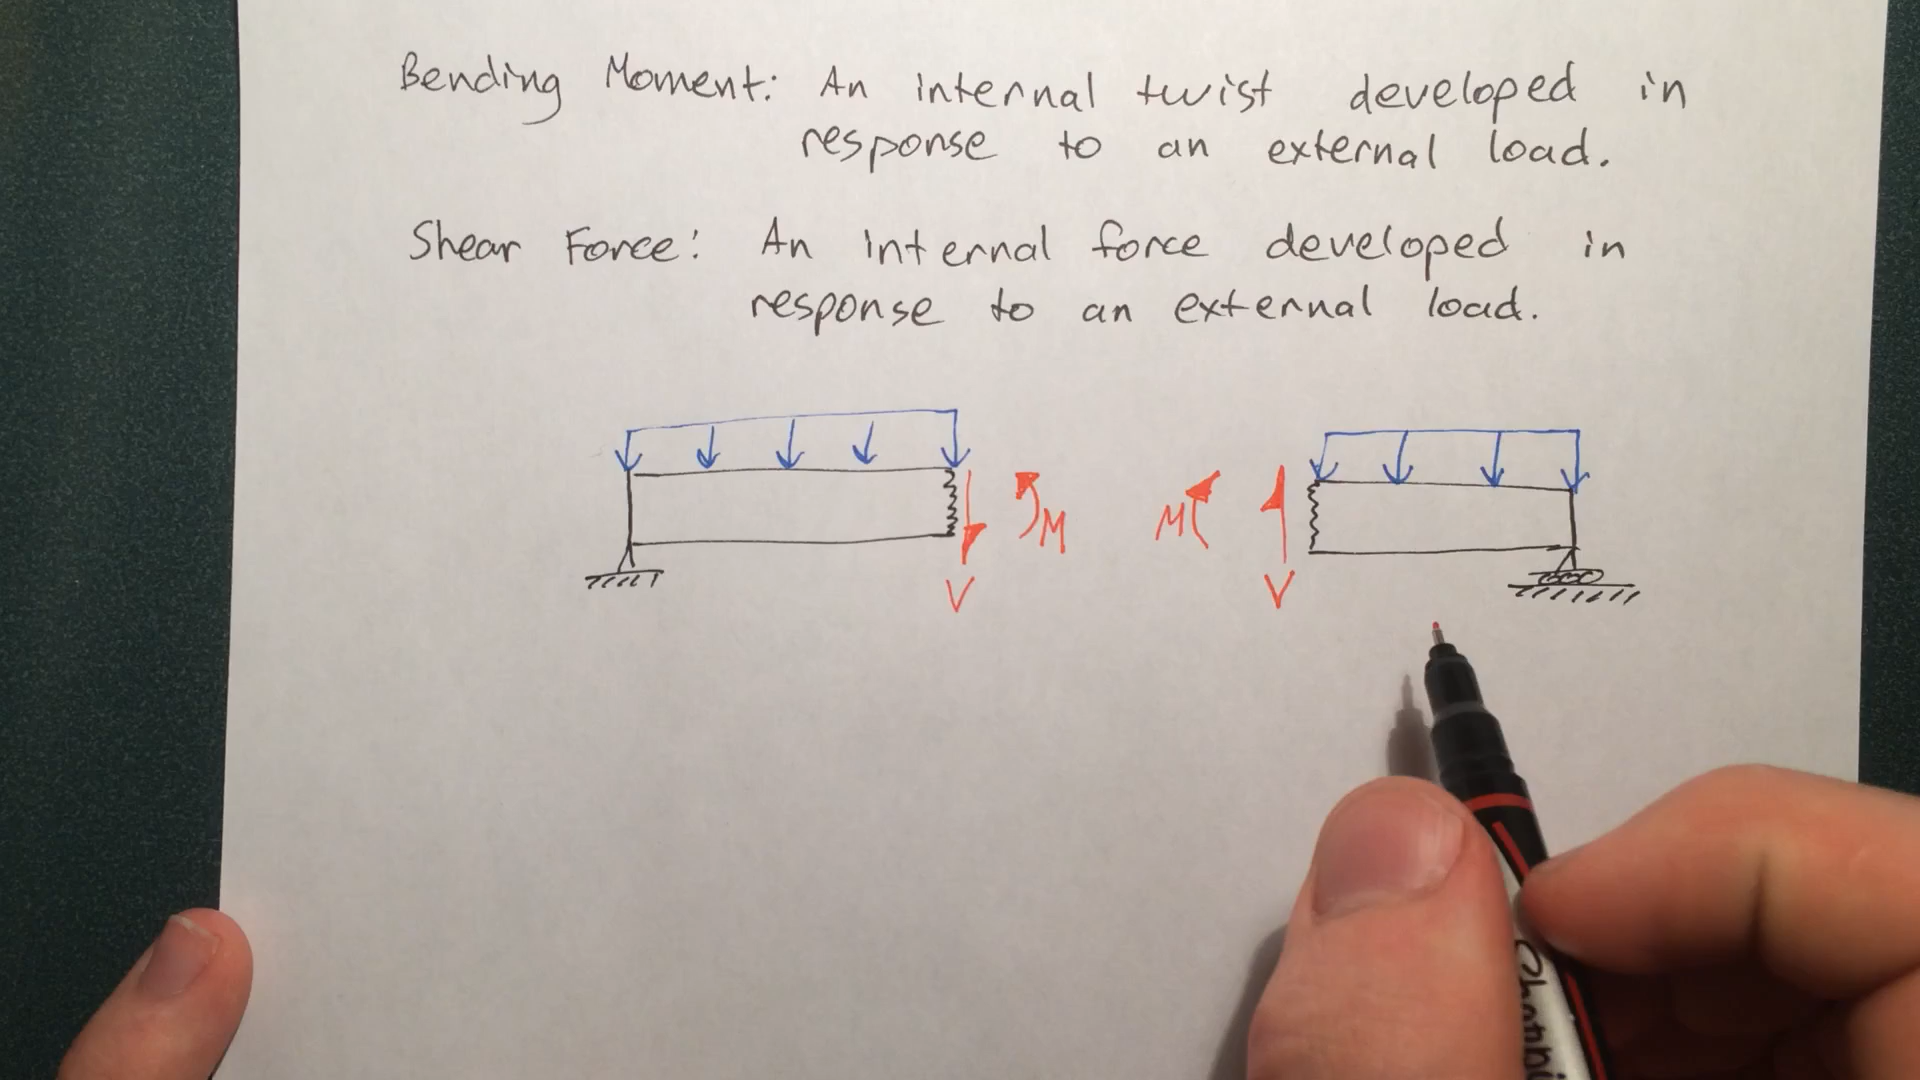 Bending Moment: An internal twist developed in
response to an external load.
Shear Force: An internal force developed in
response to an external load.
M M
V V